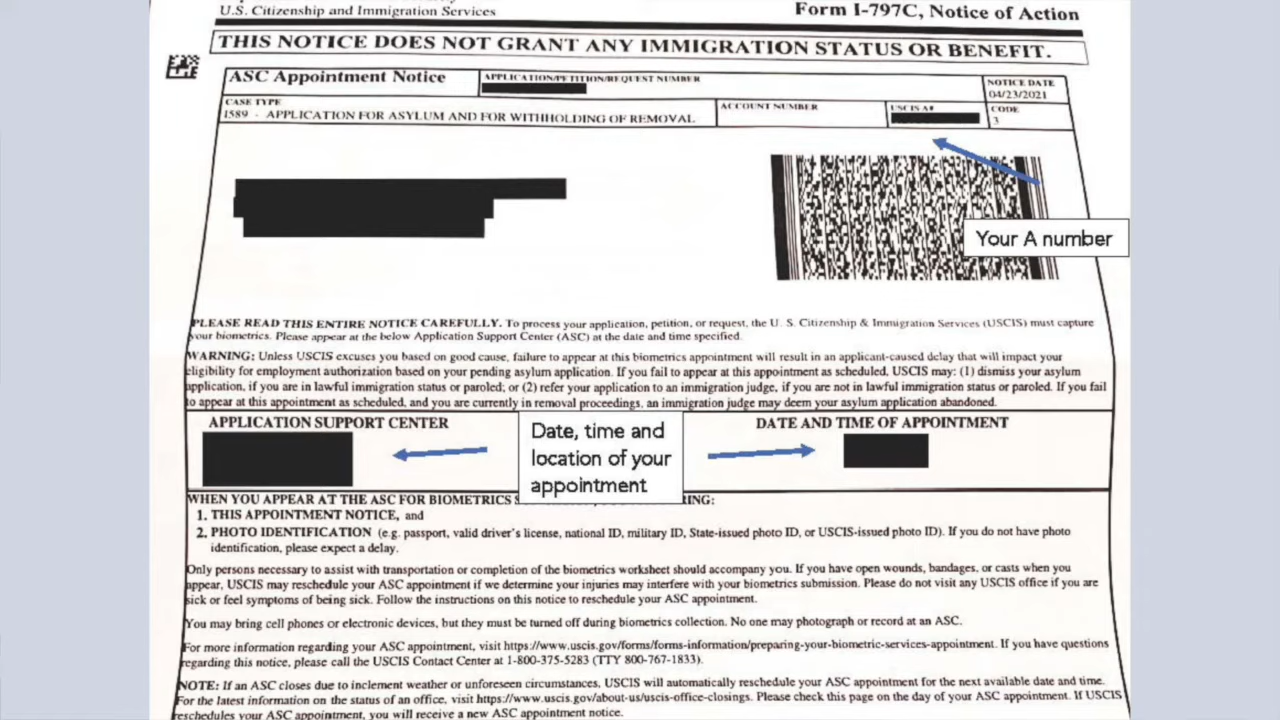 U.S. Citizenship and Immigration Services
Form I-797C, Notice of Action
THIS NOTICE DOES NOT GRANT ANY IMMIGRATION STATUS OR BENEFIT.
ASC Appointment Notice
APPLICATION/PETITION/REQUEST NUMBER
NOTICE DATE
04/23/2021
CASE TYPE
I589 - APPLICATION FOR ASYLUM AND FOR WITHHOLDING OF REMOVAL
ACCOUNT NUMBER
USCIS A#
CODE
3
Your A number
PLEASE READ THIS ENTIRE NOTICE CAREFULLY. To process your application, petition, or request, the U. S. Citizenship & Immigration Services (USCIS) must capture
your biometrics. Please appear at the below Application Support Center (ASC) at the date and time specified.
WARNING: Unless USCIS excuses you based on good cause, failure to appear at this biometrics appointment will result in an applicant-caused delay that will impact your
eligibility for employment authorization based on your pending asylum application. If you fail to appear at this appointment as scheduled, USCIS may: (1) dismiss your asylum
application, if you are in lawful immigration status or paroled; or (2) refer your application to an immigration judge, if you are not in lawful immigration status or paroled. If you fail
to appear at this appointment as scheduled, and you are currently in removal proceedings, an immigration judge may deem your asylum application abandoned.
APPLICATION SUPPORT CENTER
DATE AND TIME OF APPOINTMENT
Date, time and
location of your
appointment
WHEN YOU APPEAR AT THE ASC FOR BIOMETRICS
1. THIS APPOINTMENT NOTICE, and
2. PHOTO IDENTIFICATION (e.g. passport, valid driver's license, national ID, military ID, State-issued photo ID, or USCIS-issued photo ID). If you do not have photo
identification, please expect a delay.
Only persons necessary to assist with transportation or completion of the biometrics worksheet should accompany you. If you have open wounds, bandages, or casts when you
appear, USCIS may reschedule your ASC appointment if we determine your injuries may interfere with your biometrics submission. Please do not visit any USCIS office if you are
sick or feel symptoms of being sick. Follow the instructions on this notice to reschedule your ASC appointment.
You may bring cell phones or electronic devices, but they must be turned off during biometrics collection. No one may photograph or record at an ASC.
For more information regarding your ASC appointment, visit https://www.uscis.gov/forms/forms-information/preparing-your-biometric-services-appointment. If you have questions
regarding this notice, please call the USCIS Contact Center at 1-800-375-5283 (TTY 800-767-1833).
NOTE: If an ASC closes due to inclement weather or unforeseen circumstances, USCIS will automatically reschedule your ASC appointment for the next available date and time.
For the latest information on the status of an office, visit https://www.uscis.gov/about-us/uscis-office-closings. Please check this page on the day of your ASC appointment. If USCIS
reschedules your ASC appointment, you will receive a new ASC appointment notice.